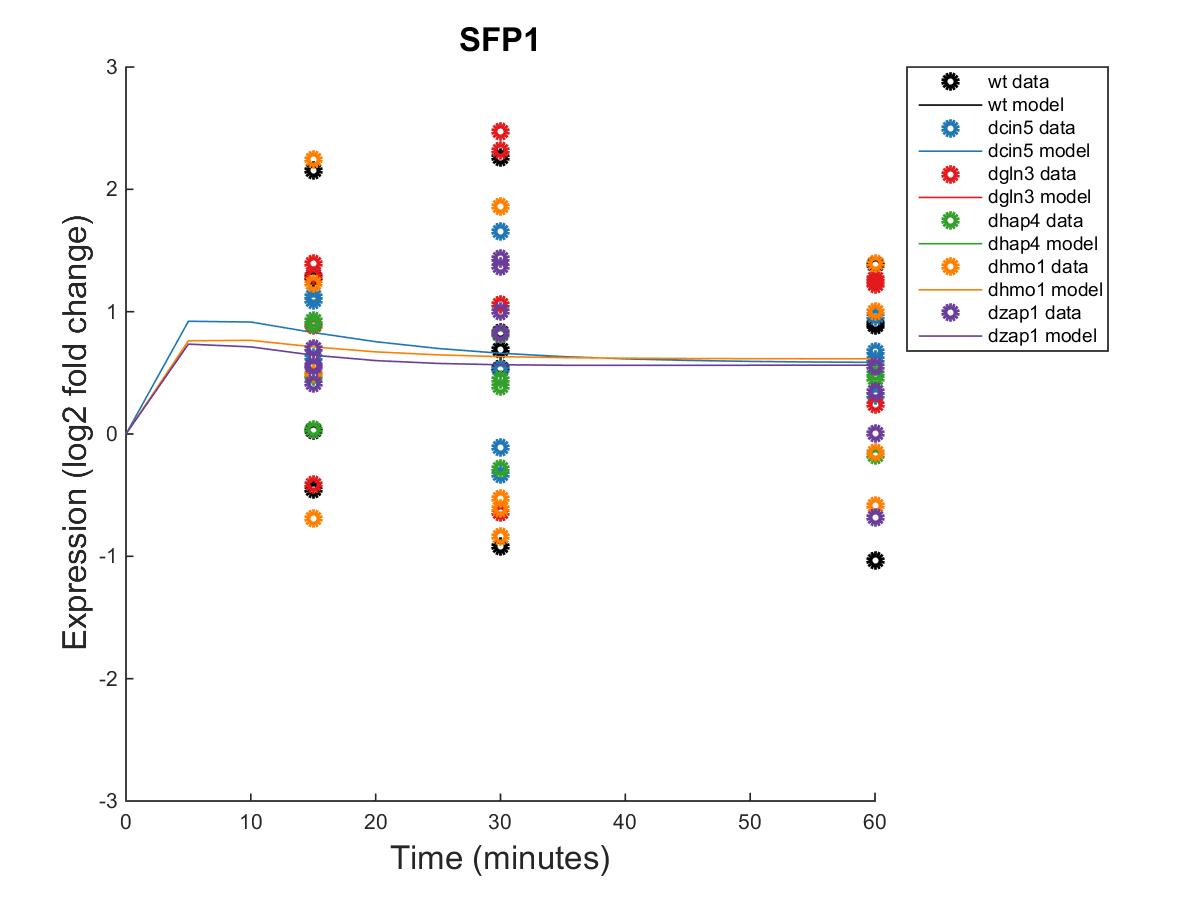 SFP1
Expression (log2 fold change)
3
2
1
0
-1
-2
-3
0
10
20
30
40
50
60
Time (minutes)
wt data
wt model
dcin5 data
dcin5 model
dgln3 data
dgln3 model
dhap4 data
dhap4 model
dhmo1 data
dhmo1 model
dzap1 data
dzap1 model